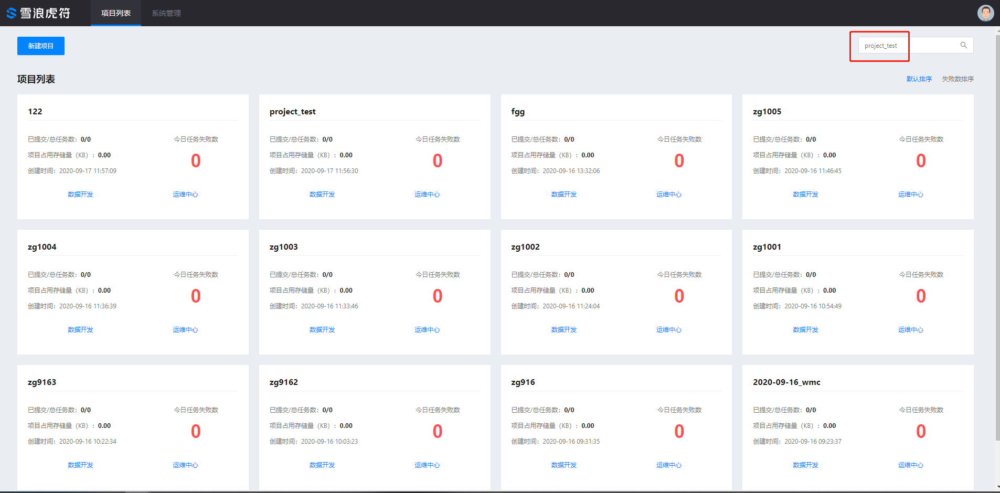 雪浪虎符 项目列表 系统管理
新建项目 project_test
项目列表 默认排序 失败数排序
122 project_test fgg zg1005
已提交/总任务数：0/0 今日任务失败数 已提交/总任务数：0/0 今日任务失败数 已提交/总任务数：0/0 今日任务失败数 已提交/总任务数：0/0 今日任务失败数
项目占用存储量（KB）：0.00 0 项目占用存储量（KB）：0.00 0 项目占用存储量（KB）：0.00 0 项目占用存储量（KB）：0.00 0
创建时间：2020-09-17 11:57:09 创建时间：2020-09-17 11:56:30 创建时间：2020-09-16 13:32:06 创建时间：2020-09-16 11:46:45
数据开发 运维中心 数据开发 运维中心 数据开发 运维中心 数据开发 运维中心
zg1004 zg1003 zg1002 zg1001
已提交/总任务数：0/0 今日任务失败数 已提交/总任务数：0/0 今日任务失败数 已提交/总任务数：0/0 今日任务失败数 已提交/总任务数：0/0 今日任务失败数
项目占用存储量（KB）：0.00 0 项目占用存储量（KB）：0.00 0 项目占用存储量（KB）：0.00 0 项目占用存储量（KB）：0.00 0
创建时间：2020-09-16 11:36:39 创建时间：2020-09-16 11:33:46 创建时间：2020-09-16 11:24:04 创建时间：2020-09-16 10:54:49
数据开发 运维中心 数据开发 运维中心 数据开发 运维中心 数据开发 运维中心
zg9163 zg9162 zg916 2020-09-16_wmc
已提交/总任务数：0/0 今日任务失败数 已提交/总任务数：0/0 今日任务失败数 已提交/总任务数：0/0 今日任务失败数 已提交/总任务数：0/0 今日任务失败数
项目占用存储量（KB）：0.00 0 项目占用存储量（KB）：0.00 0 项目占用存储量（KB）：0.00 0 项目占用存储量（KB）：0.00 0
创建时间：2020-09-16 10:22:34 创建时间：2020-09-16 10:03:23 创建时间：2020-09-16 09:31:35 创建时间：2020-09-16 09:23:37
数据开发 运维中心 数据开发 运维中心 数据开发 运维中心 数据开发 运维中心